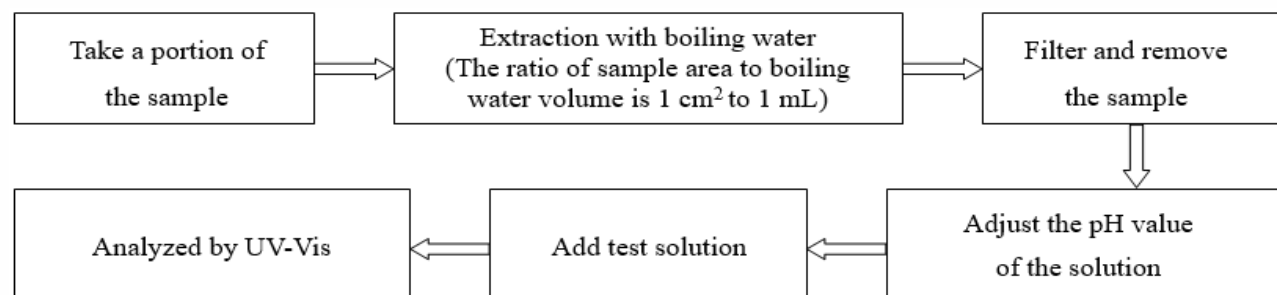 Take a portion of
the sample
Extraction with boiling water
(The ratio of sample area to boiling
water volume is 1 cm² to 1 mL)
Filter and remove
the sample
Adjust the pH value
of the solution
Add test solution
Analyzed by UV-Vis